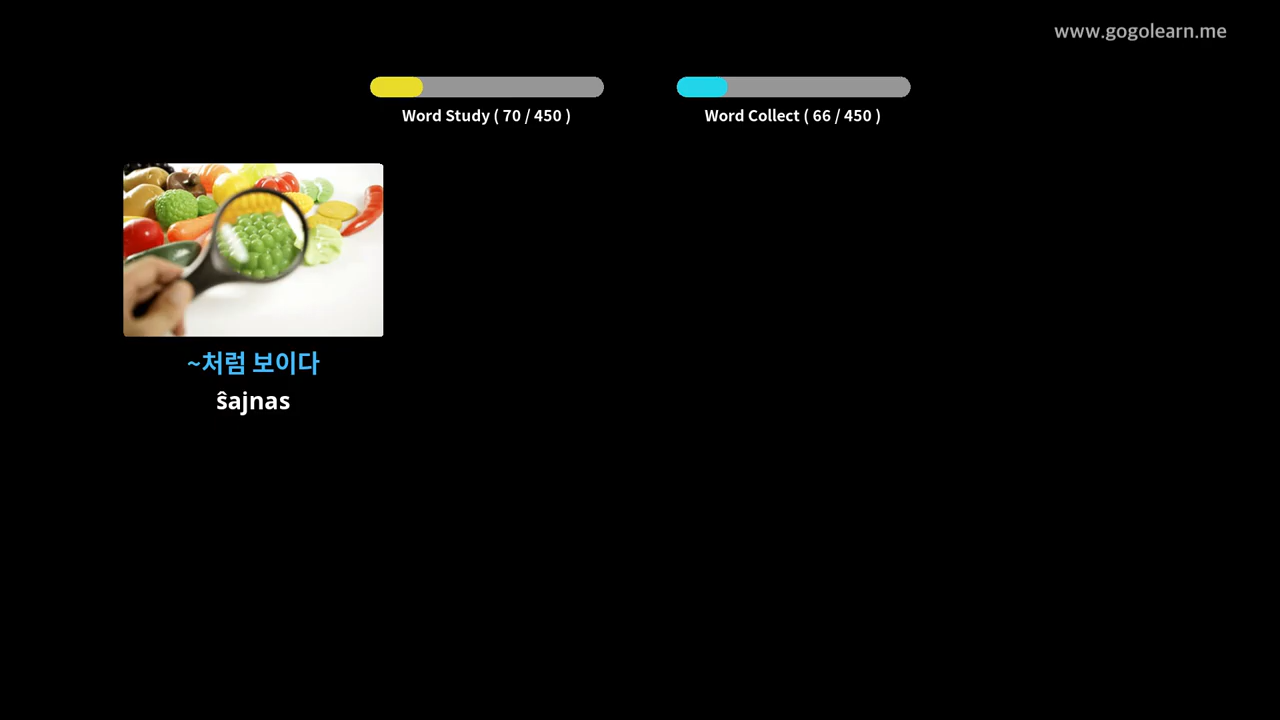 www.gogolearn.me
Word Study ( 70 / 450 )
Word Collect ( 66 / 450 )
~처럼 보이다
ŝajnas